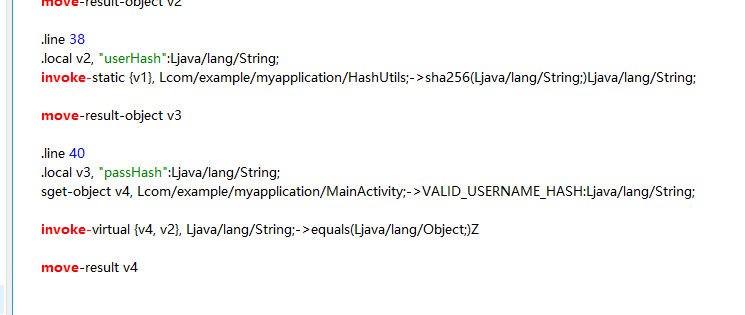 move-result-object v2
.line 38
.local v2, "userHash":Ljava/lang/String;
invoke-static {v1}, Lcom/example/myapplication/HashUtils;->sha256(Ljava/lang/String;)Ljava/lang/String;
move-result-object v3
.line 40
.local v3, "passHash":Ljava/lang/String;
sget-object v4, Lcom/example/myapplication/MainActivity;->VALID_USERNAME_HASH:Ljava/lang/String;
invoke-virtual {v4, v2}, Ljava/lang/String;->equals(Ljava/lang/Object;)Z
move-result v4